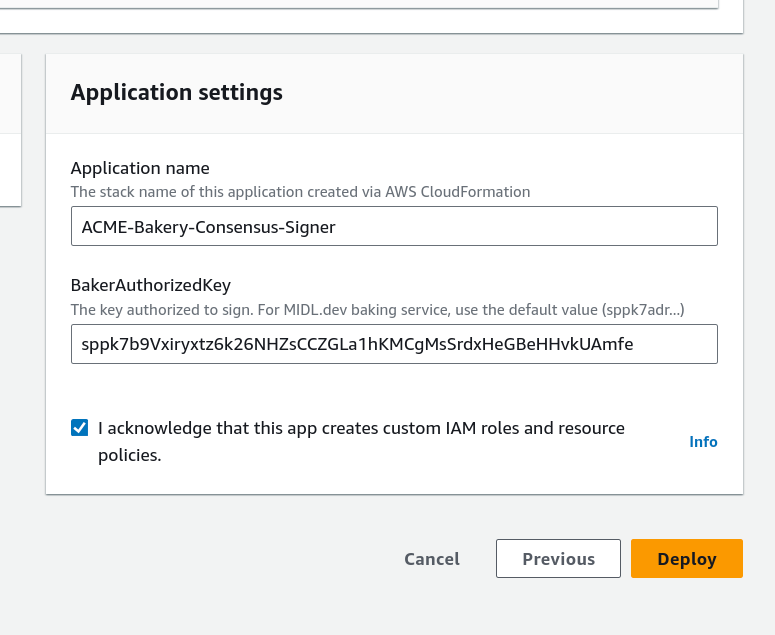 Application settings
Application name
The stack name of this application created via AWS CloudFormation
ACME-Bakery-Consensus-Signer
BakerAuthorizedKey
The key authorized to sign. For MIDL.dev baking service, use the default value (sppk7adr...)
sppk7b9Vxiryxtz6k26NHZsCCZGLa1hKMCgMsSrdxHeGBeHHvkUAmfe
I acknowledge that this app creates custom IAM roles and resource
policies.
Info
Cancel
Previous
Deploy